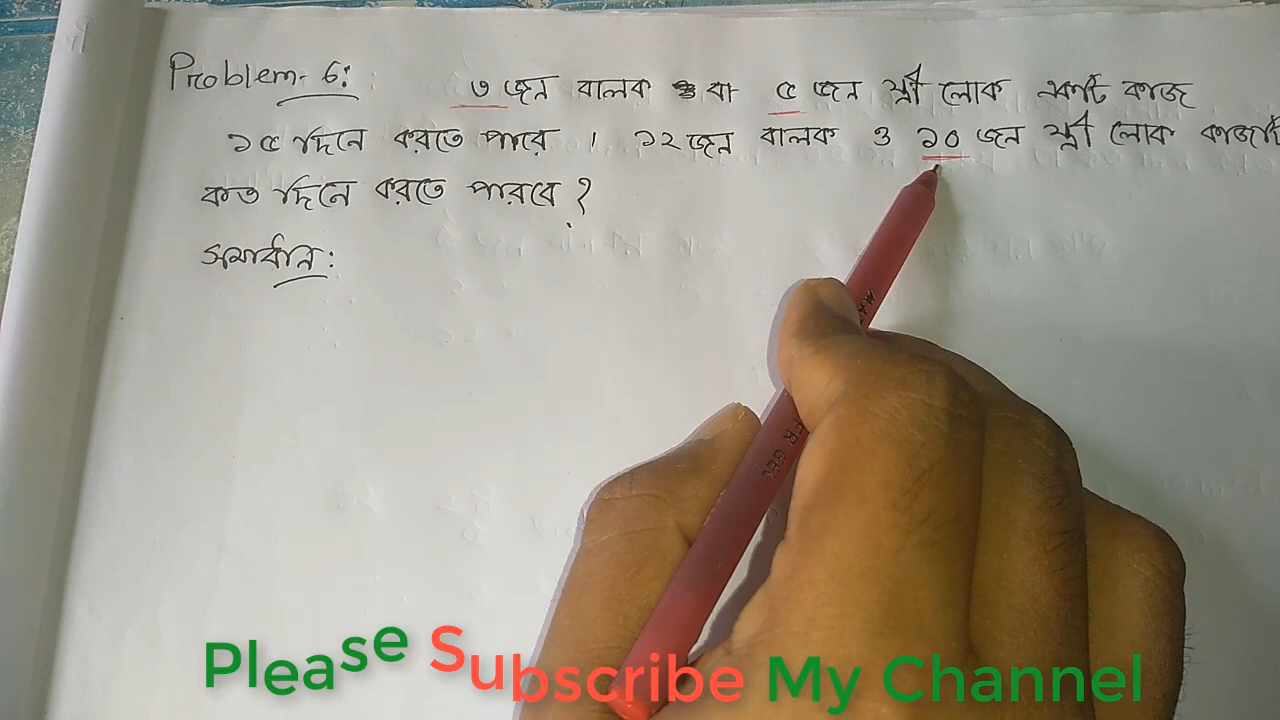 Problem-6:
৩ জন বালক বা ৫ জন স্ত্রী লোক একটি কাজ
১৫ দিনে করতে পারে । ১২ জন বালক ও ১০ জন স্ত্রী লোক কাজটি
কত দিনে করতে পারবে ?
সমাধান:
Please Subscribe My Channel